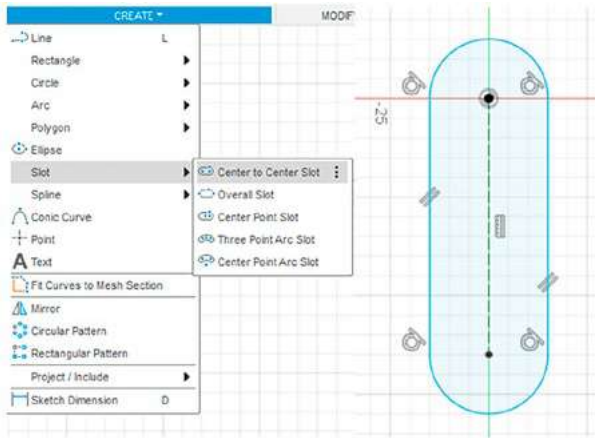 CREATE
MODIF
Line L
Rectangle
Circle
Arc
Polygon
Ellipse
Slot
Spline
Conic Curve
Point
A Text
Fit Curves to Mesh Section
Mirror
Circular Pattern
Rectangular Pattern
Project / Include
Sketch Dimension D
Center to Center Slot
Overall Slot
Center Point Slot
Three Point Arc Slot
Center Point Arc Slot
-25